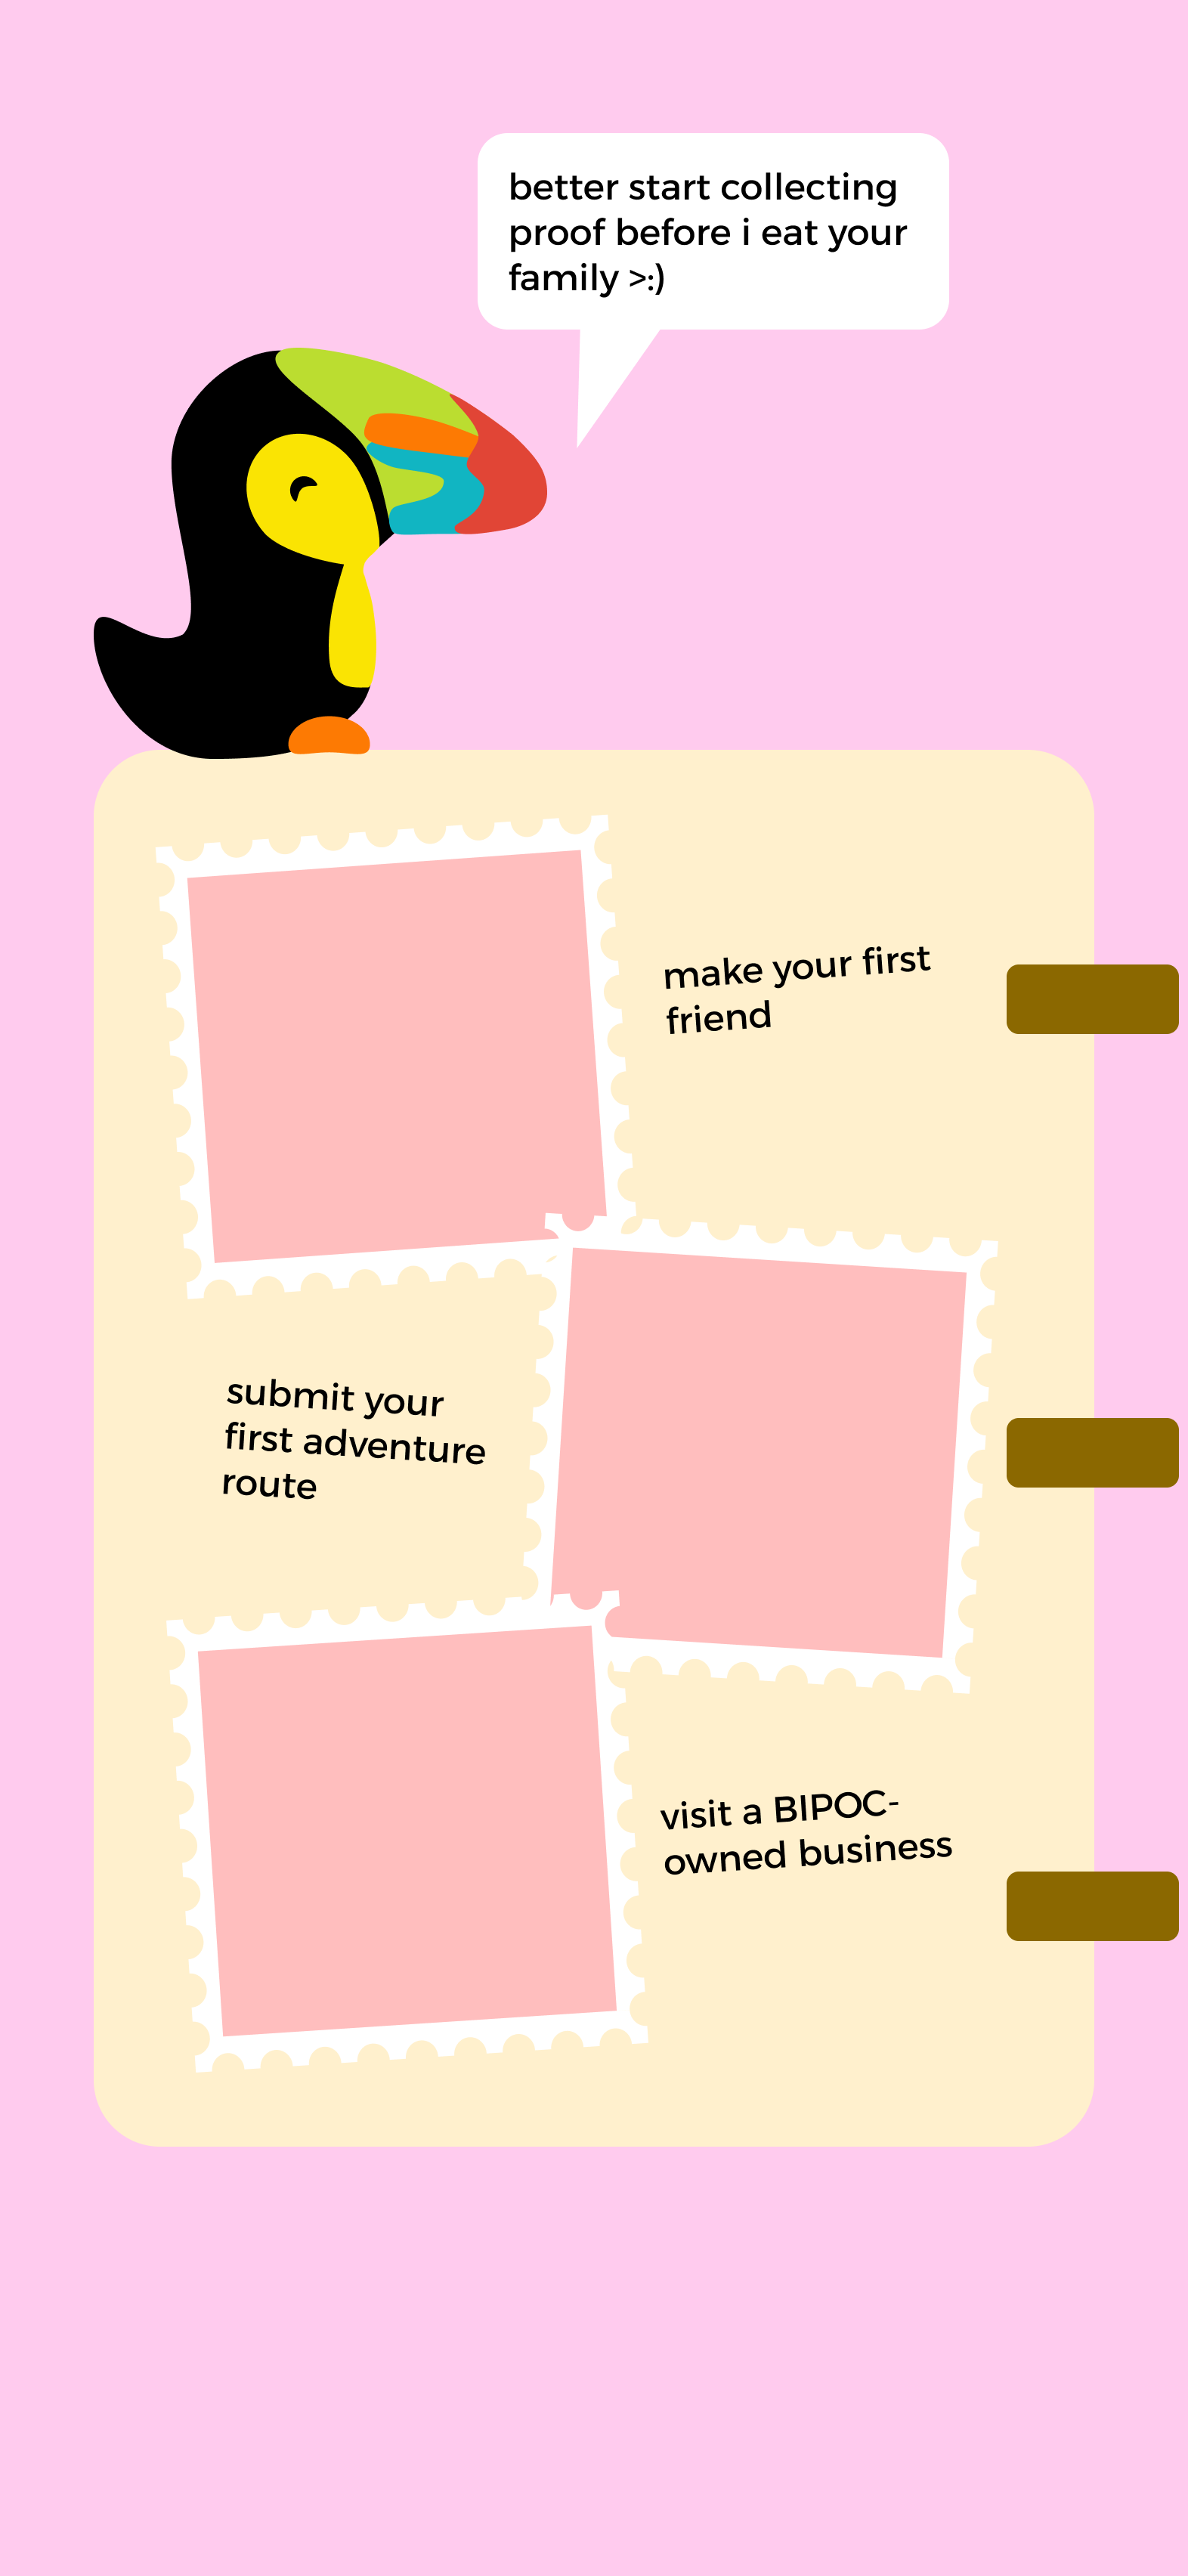 better start collecting
proof before i eat your
family >:)
make your first
friend
submit your
first adventure
route
visit a BIPOC-
owned business